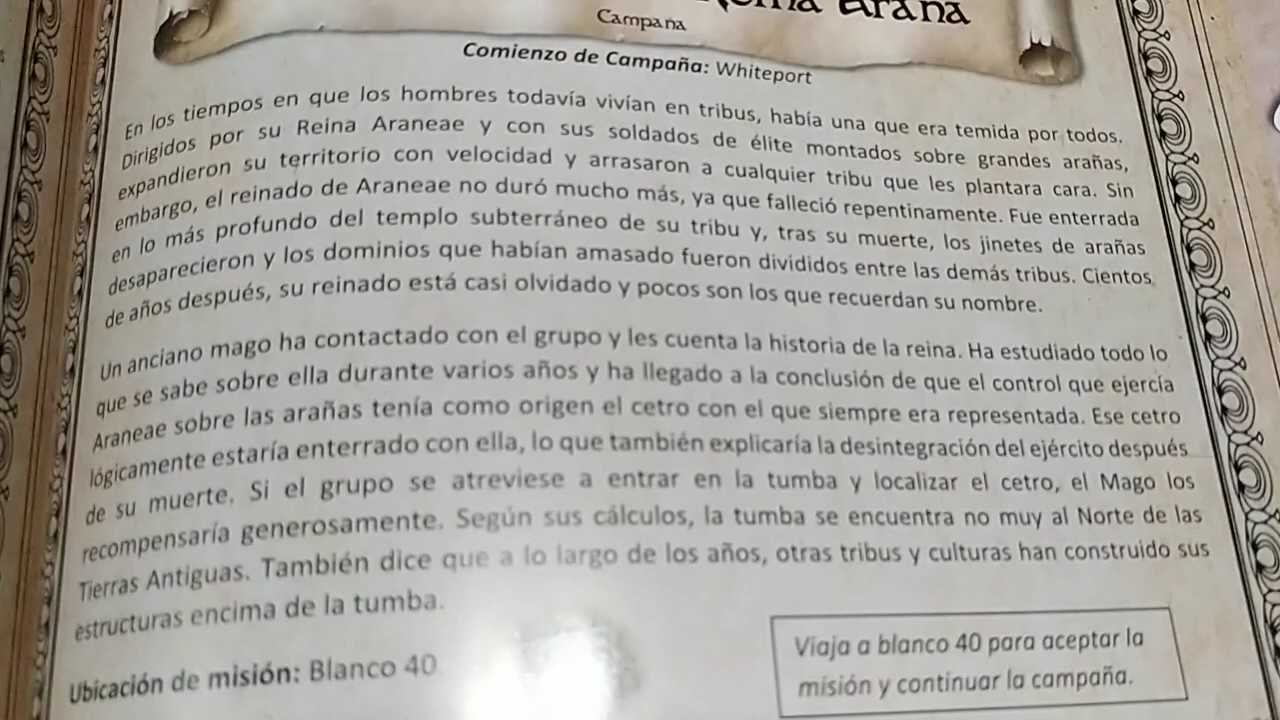 Araña
Campaña
Comienzo de Campaña: Whiteport
En los tiempos en que los hombres todavía vivían en tribus, había una que era temida por todos.
Dirigidos por su Reina Araneae y con sus soldados de élite montados sobre grandes arañas,
expandieron su territorio con velocidad y arrasaron a cualquier tribu que les plantara cara. Sin
embargo, el reinado de Araneae no duró mucho más, ya que falleció repentinamente. Fue enterrada
en lo más profundo del templo subterráneo de su tribu y, tras su muerte, los jinetes de arañas
desaparecieron y los dominios que habían amasado fueron divididos entre las demás tribus. Cientos
de años después, su reinado está casi olvidado y pocos son los que recuerdan su nombre.
Un anciano mago ha contactado con el grupo y les cuenta la historia de la reina. Ha estudiado todo lo
que se sabe sobre ella durante varios años y ha llegado a la conclusión de que el control que ejercía
Araneae sobre las arañas tenía como origen el cetro con el que siempre era representada. Ese cetro
lógicamente estaría enterrado con ella, lo que también explicaría la desintegración del ejército después
de su muerte. Si el grupo se atreviese a entrar en la tumba y localizar el cetro, el Mago los
recompensaría generosamente. Según sus cálculos, la tumba se encuentra no muy al Norte de las
Tierras Antiguas. También dice que a lo largo de los años, otras tribus y culturas han construido sus
estructuras encima de la tumba.
Ubicación de misión: Blanco 40
Viaja a blanco 40 para aceptar la
misión y continuar la campaña.